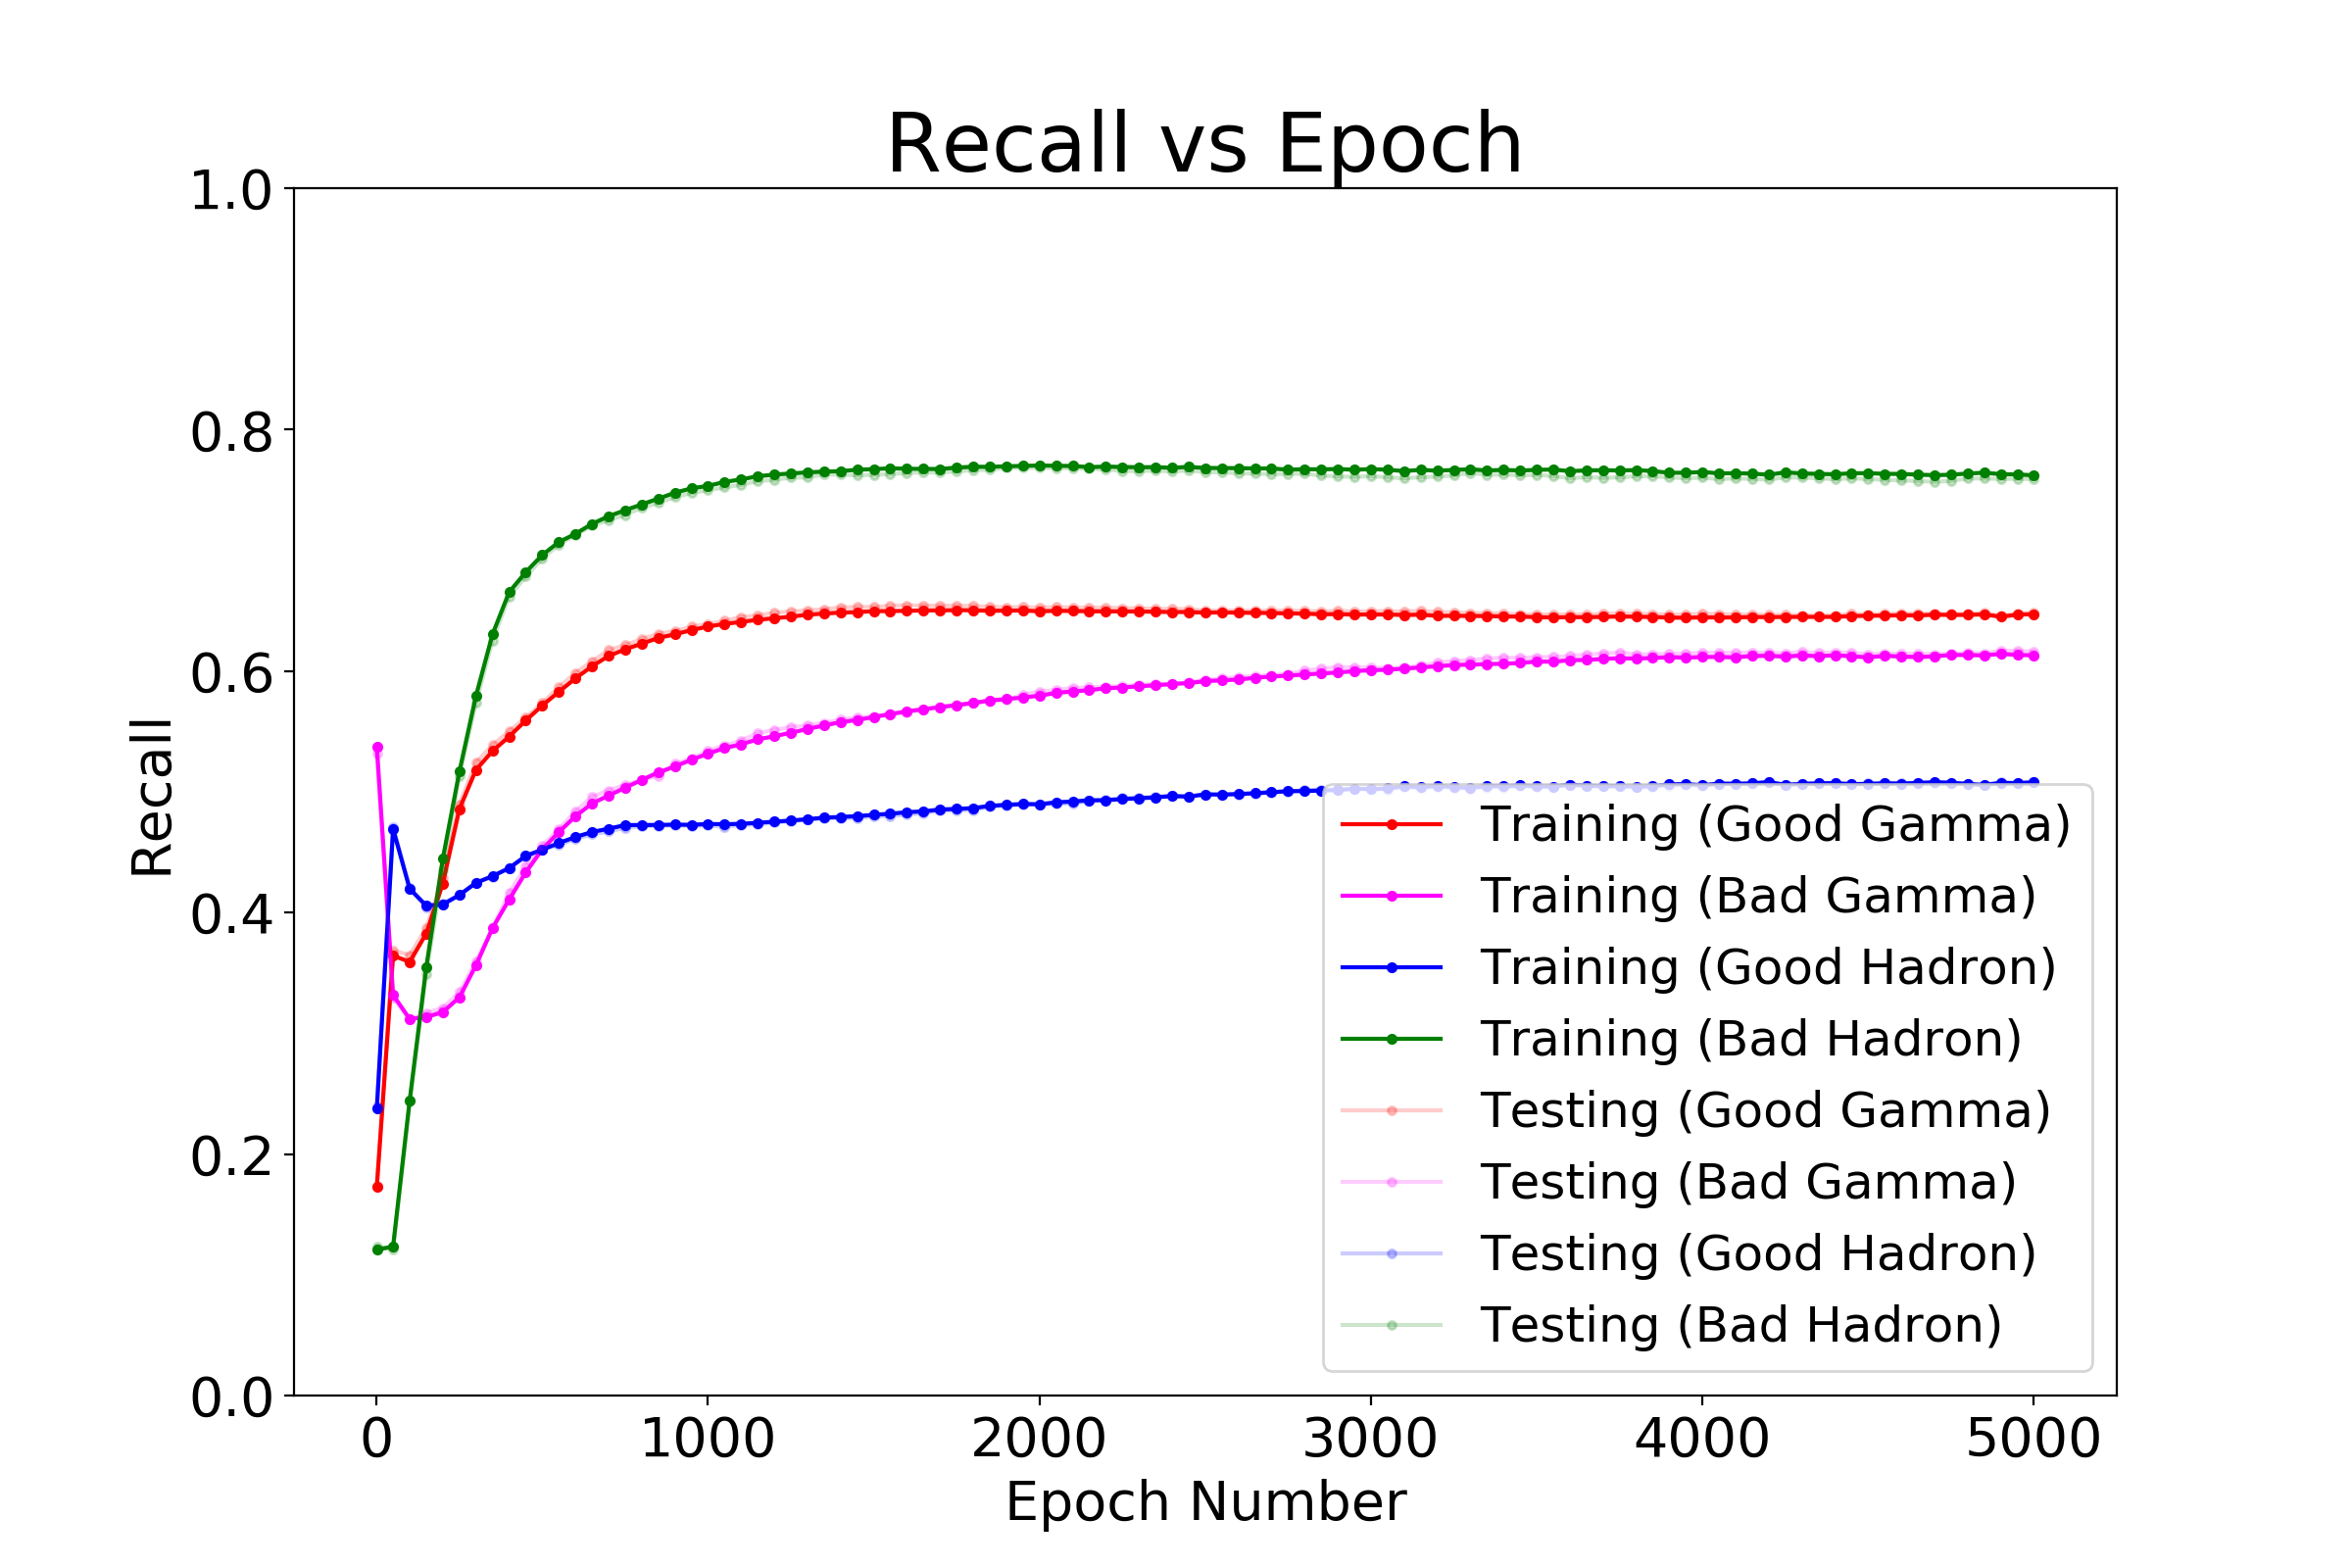 Recall vs Epoch
1.0
0.8
0.6
0.4
0.2
0.0
Recall
0 1000 2000 3000 4000 5000
Epoch Number
Training (Good Gamma)
Training (Bad Gamma)
Training (Good Hadron)
Training (Bad Hadron)
Testing (Good Gamma)
Testing (Bad Gamma)
Testing (Good Hadron)
Testing (Bad Hadron)